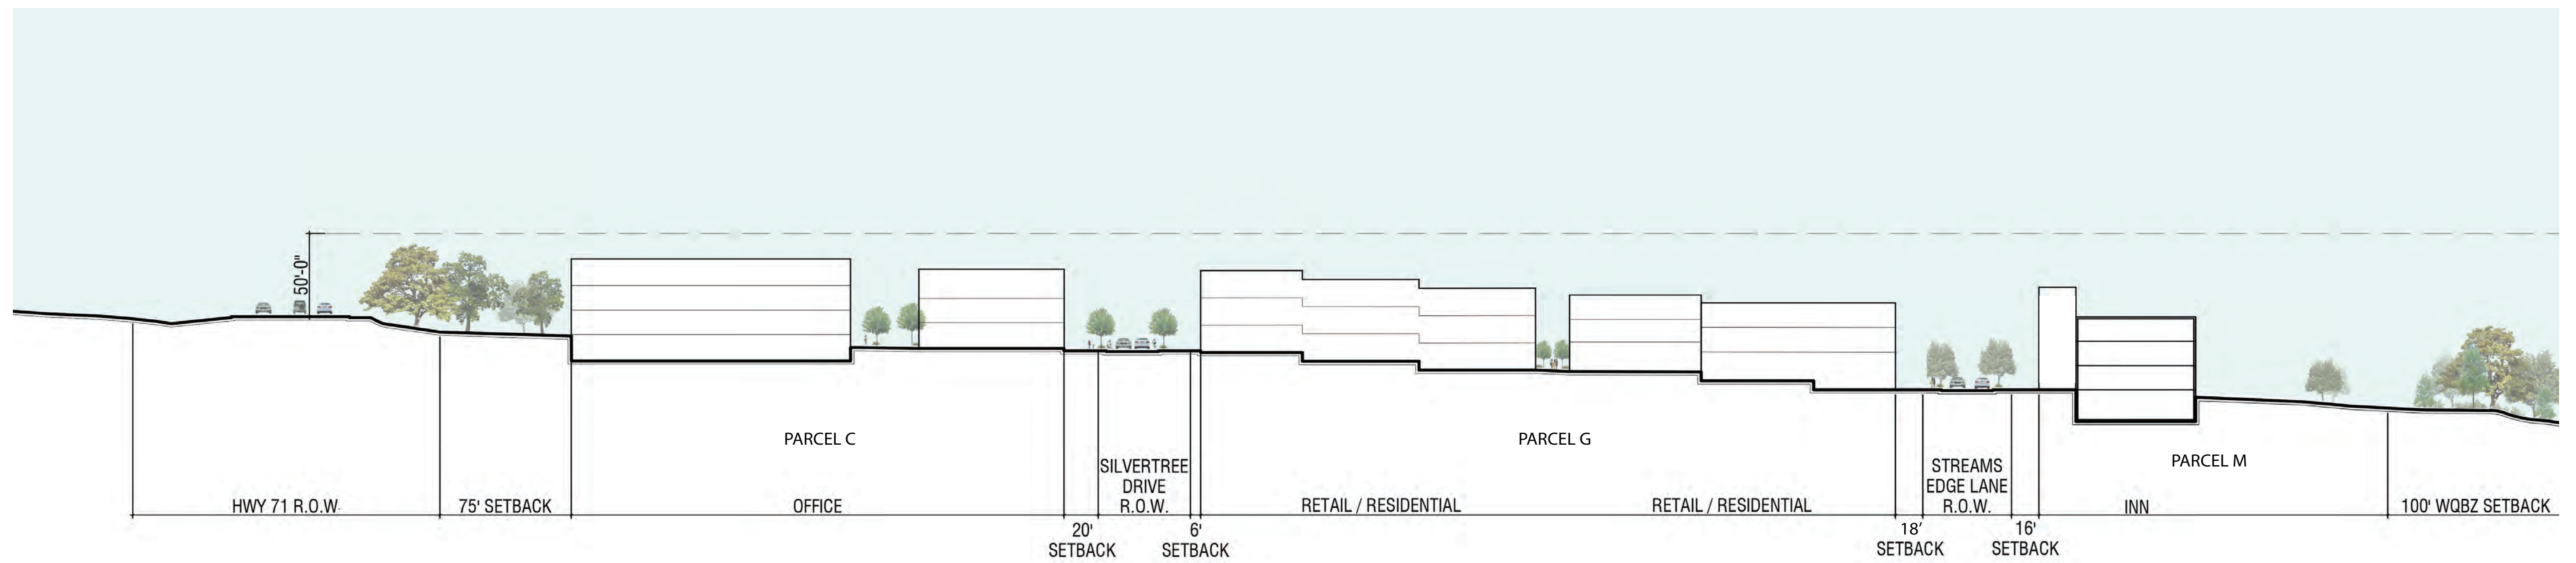 50'-0"
PARCEL C
PARCEL G
PARCEL M
HWY 71 R.O.W.
75' SETBACK
OFFICE
20'
SETBACK
SILVERTREE
DRIVE
R.O.W.
6'
SETBACK
RETAIL / RESIDENTIAL
RETAIL / RESIDENTIAL
18'
SETBACK
STREAMS
EDGE LANE
R.O.W.
16'
SETBACK
INN
100' WQBZ SETBACK